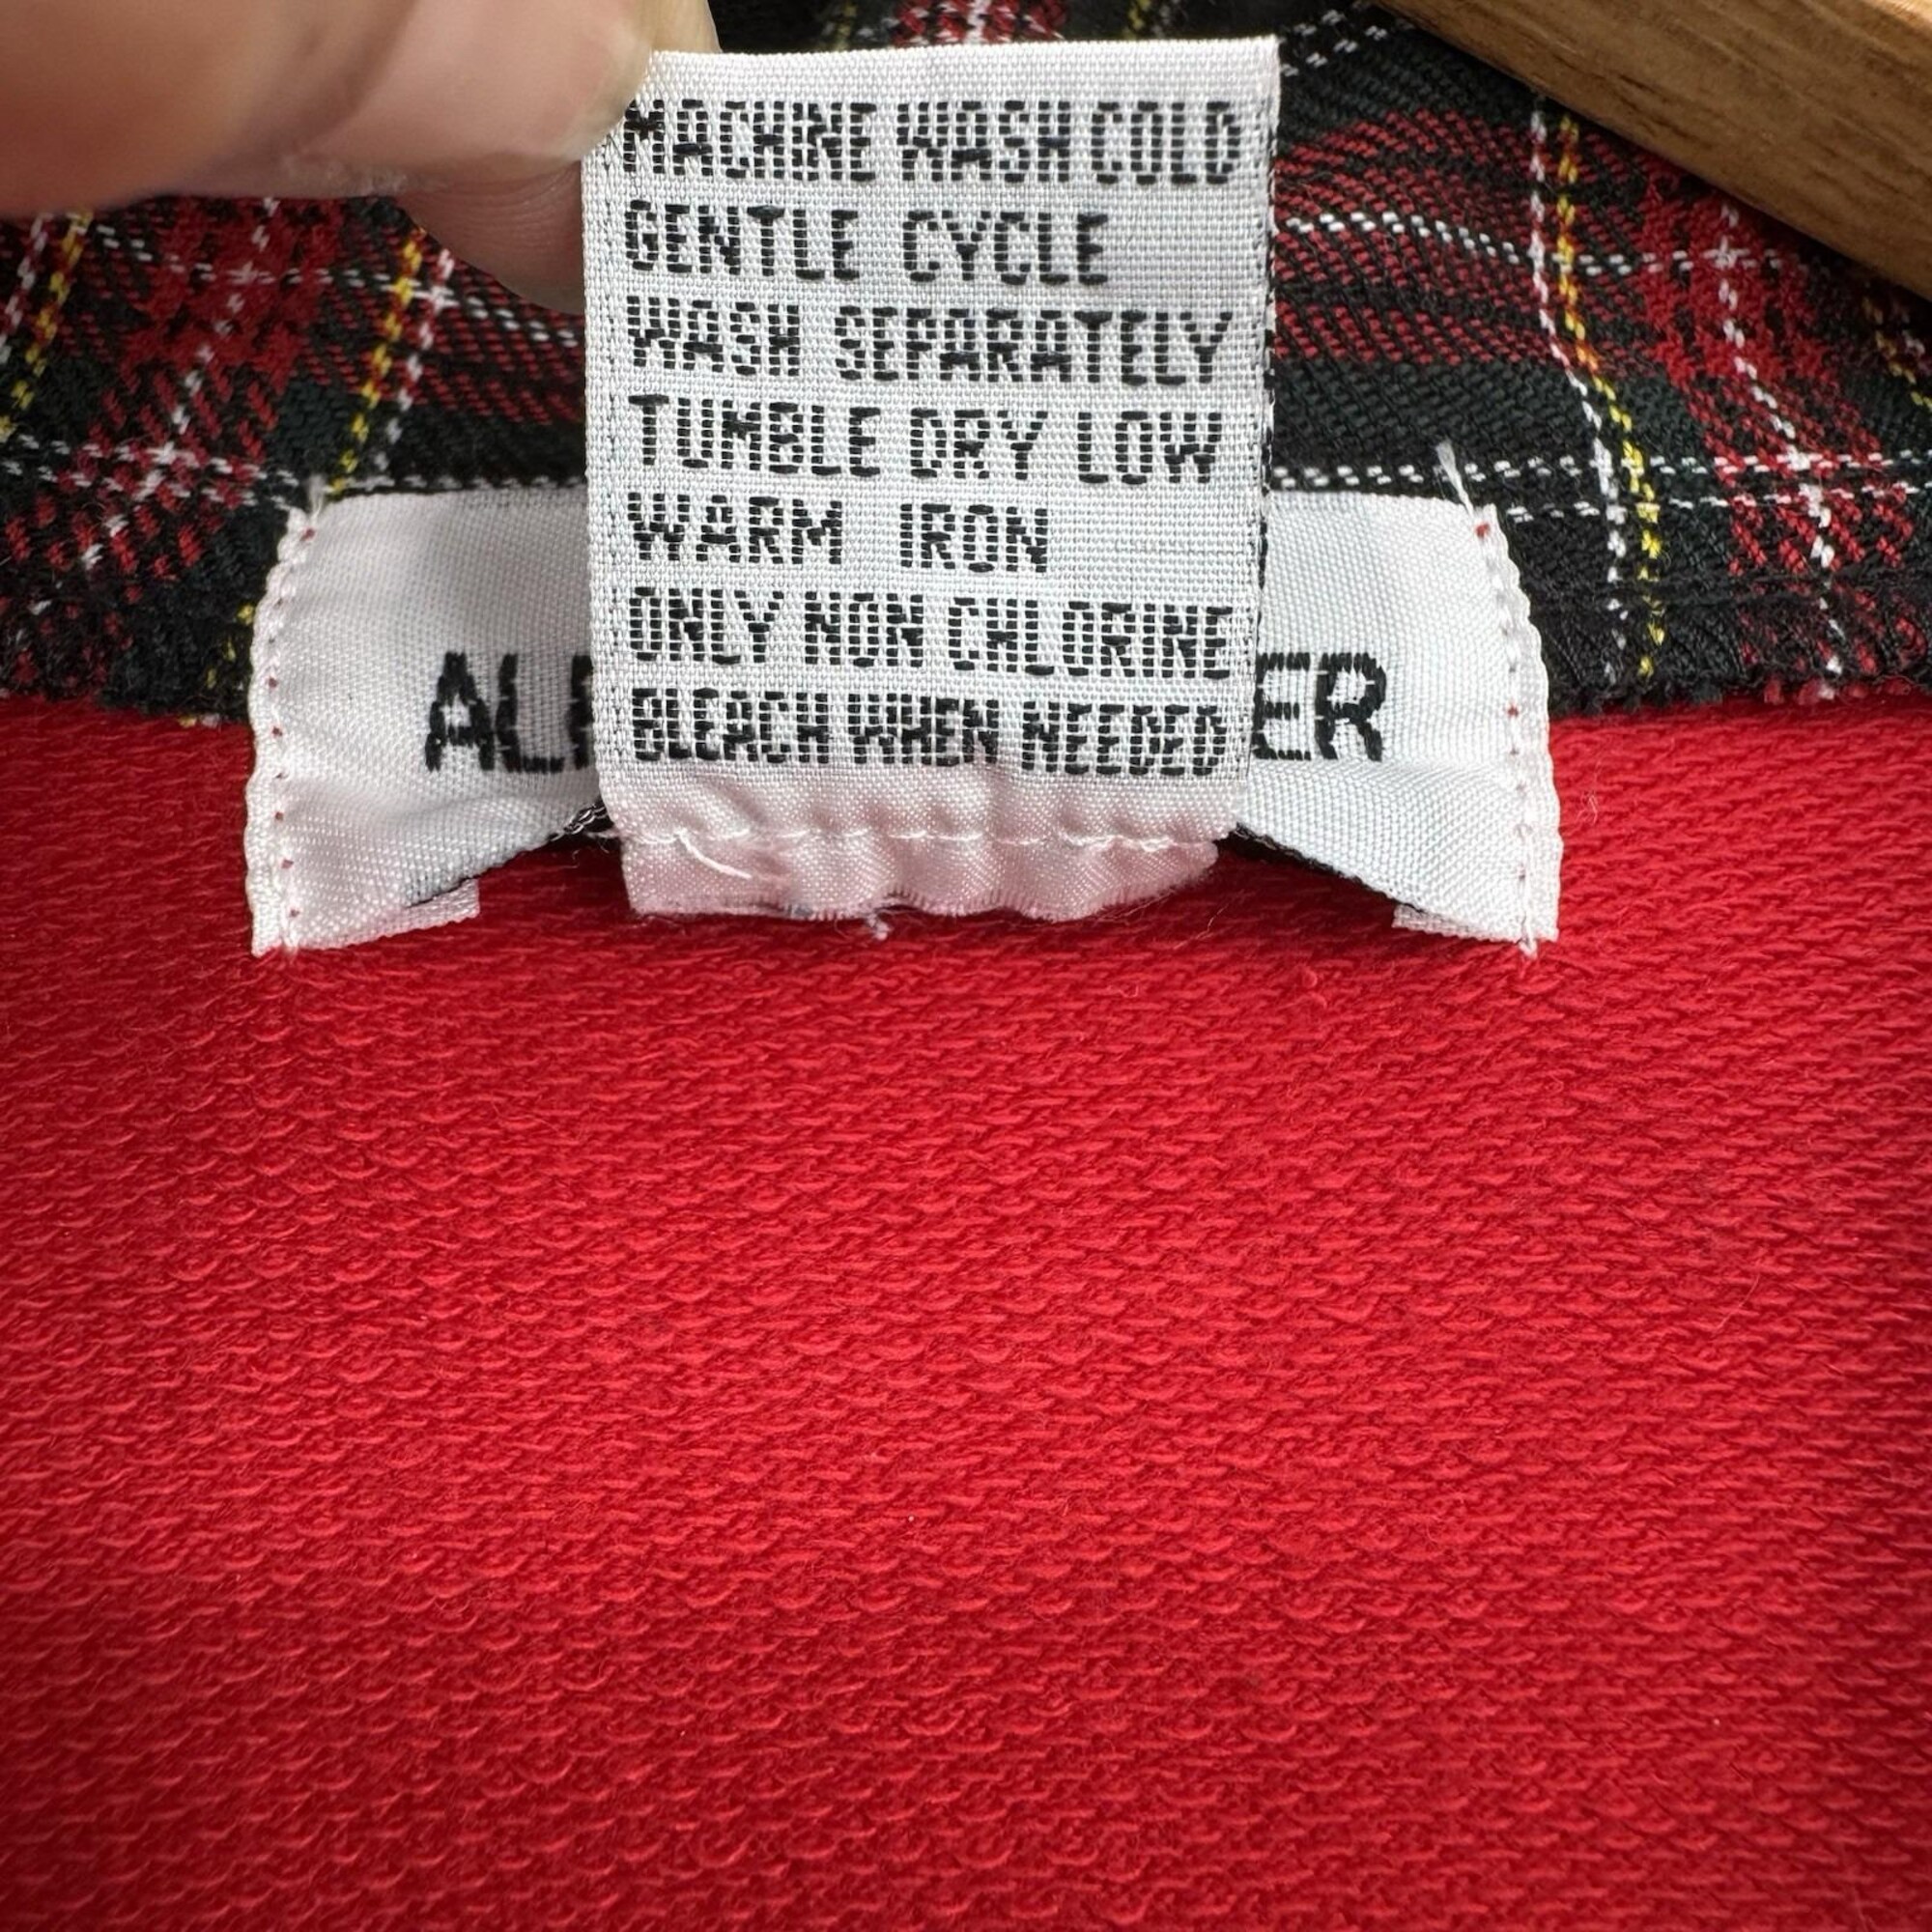 MACHINE WASH COLD
GENTLE CYCLE
WASH SEPARATELY
TUMBLE DRY LOW
WARM IRON
ONLY NON CHLORINE
BLEACH WHEN NEEDED